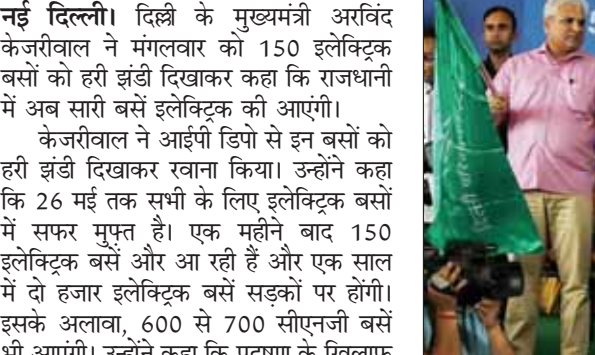 नई दिल्ली। दिल्ली के मुख्यमंत्री अरविंद
केजरीवाल ने मंगलवार को 150 इलेक्ट्रिक
बसों को हरी झंडी दिखाकर कहा कि राजधानी
में अब सारी बसें इलेक्ट्रिक की आएंगी।
केजरीवाल ने आईपी डिपो से इन बसों को
हरी झंडी दिखाकर रवाना किया। उन्होंने कहा
कि 26 मई तक सभी के लिए इलेक्ट्रिक बसों
में सफर मुफ्त है। एक महीने बाद 150
इलेक्ट्रिक बसें और आ रही हैं और एक साल
में दो हजार इलेक्ट्रिक बसें सड़कों पर होंगी।
इसके अलावा, 600 से 700 सीएनजी बसें
भी आएंगी। उन्होंने कहा कि प्रदूषण के खिलाफ